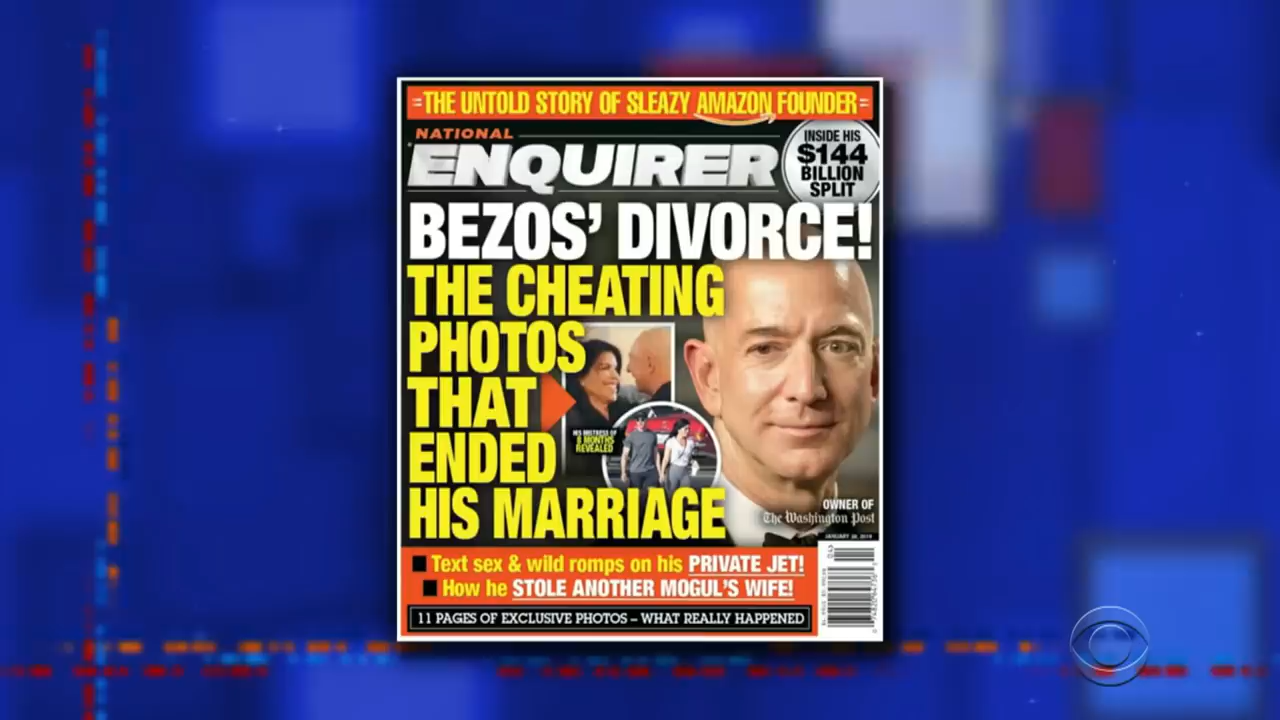 THE UNTOLD STORY OF SLEAZY AMAZON FOUNDER
NATIONAL
ENQUIRER
INSIDE HIS
$144
BILLION
SPLIT
BEZOS' DIVORCE!
THE CHEATING
PHOTOS
THAT
ENDED
HIS MARRIAGE
HIS MISTRESS OF
8 MONTHS
REVEALED
OWNER OF
The Washington Post
■ Text sex & wild romps on his PRIVATE JET!
■ How he STOLE ANOTHER MOGUL'S WIFE!
11 PAGES OF EXCLUSIVE PHOTOS – WHAT REALLY HAPPENED